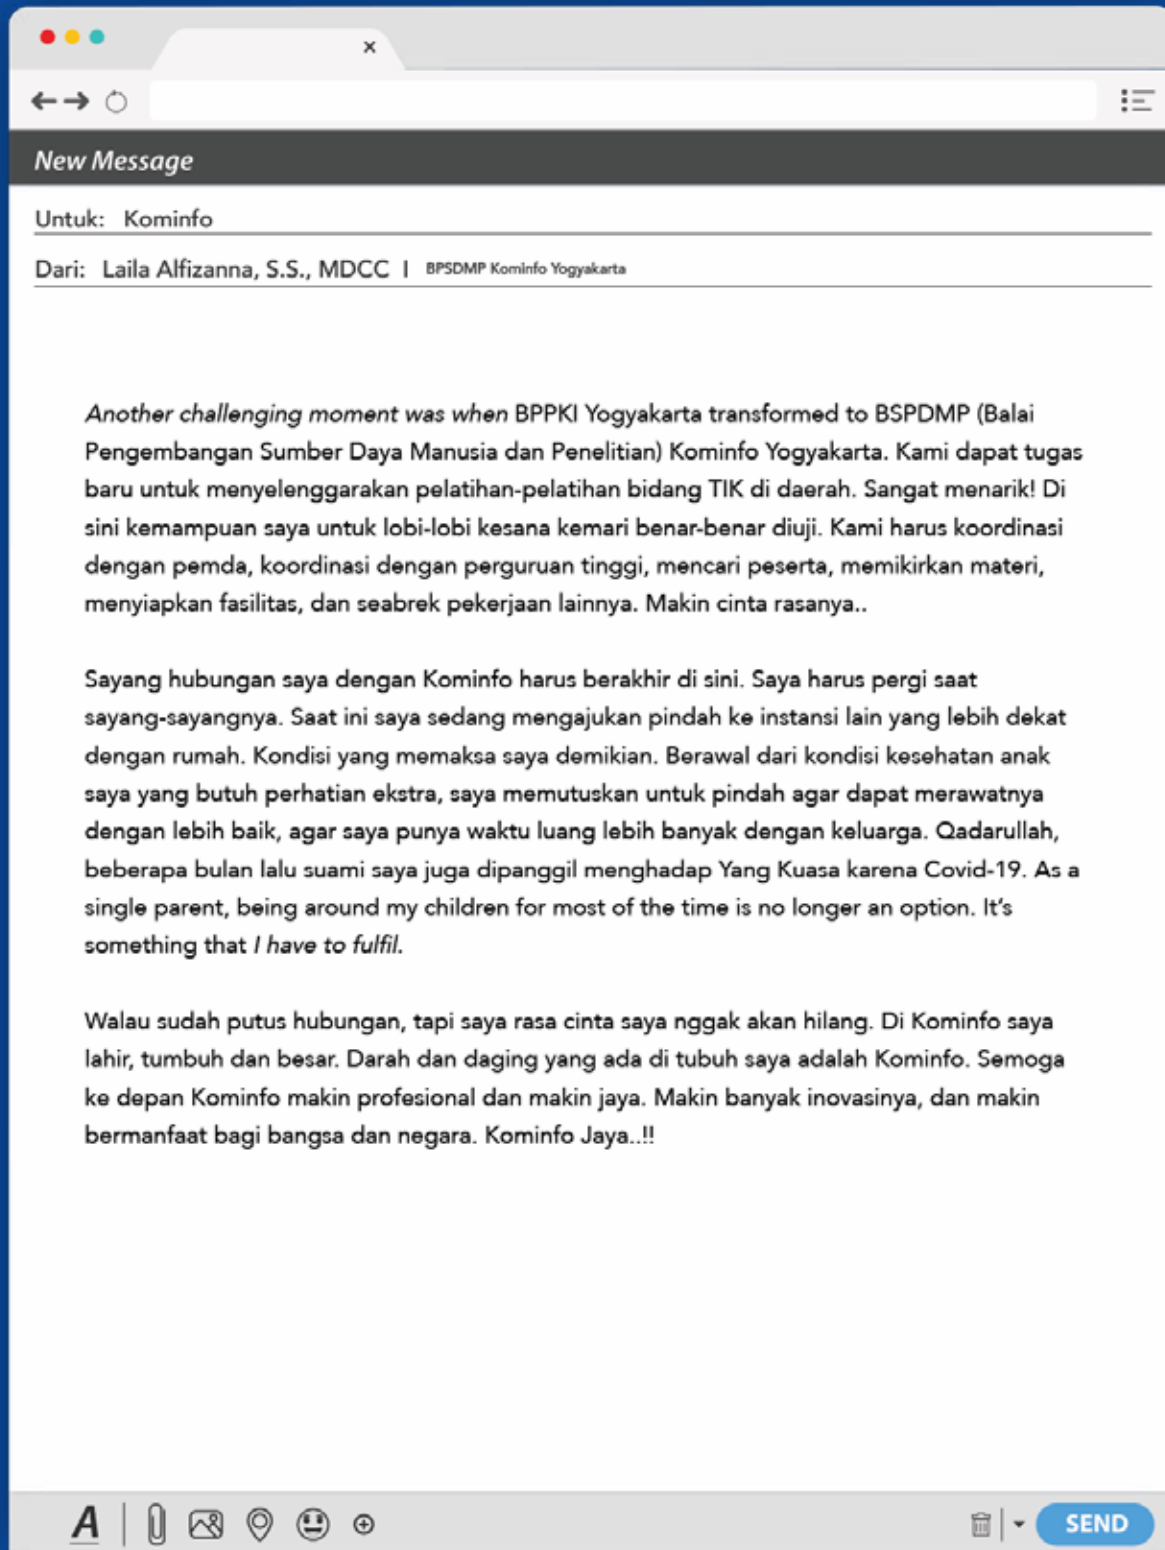 New Message
Untuk: Kominfo
Dari: Laila Alfizanna, S.S., MDCC | BPSDMP Kominfo Yogyakarta
Another challenging moment was when BPPKI Yogyakarta transformed to BSPDMP (Balai
Pengembangan Sumber Daya Manusia dan Penelitian) Kominfo Yogyakarta. Kami dapat tugas
baru untuk menyelenggarakan pelatihan-pelatihan bidang TIK di daerah. Sangat menarik! Di
sini kemampuan saya untuk lobi-lobi kesana kemari benar-benar diuji. Kami harus koordinasi
dengan pemda, koordinasi dengan perguruan tinggi, mencari peserta, memikirkan materi,
menyiapkan fasilitas, dan seabrek pekerjaan lainnya. Makin cinta rasanya..
Sayang hubungan saya dengan Kominfo harus berakhir di sini. Saya harus pergi saat
sayang-sayangnya. Saat ini saya sedang mengajukan pindah ke instansi lain yang lebih dekat
dengan rumah. Kondisi yang memaksa saya demikian. Berawal dari kondisi kesehatan anak
saya yang butuh perhatian ekstra, saya memutuskan untuk pindah agar dapat merawatnya
dengan lebih baik, agar saya punya waktu luang lebih banyak dengan keluarga. Qadarullah,
beberapa bulan lalu suami saya juga dipanggil menghadap Yang Kuasa karena Covid-19. As a
single parent, being around my children for most of the time is no longer an option. It's
something that I have to fulfil.
Walau sudah putus hubungan, tapi saya rasa cinta saya nggak akan hilang. Di Kominfo saya
lahir, tumbuh dan besar. Darah dan daging yang ada di tubuh saya adalah Kominfo. Semoga
ke depan Kominfo makin profesional dan makin jaya. Makin banyak inovasinya, dan makin
bermanfaat bagi bangsa dan negara. Kominfo Jaya..!!
A
SEND